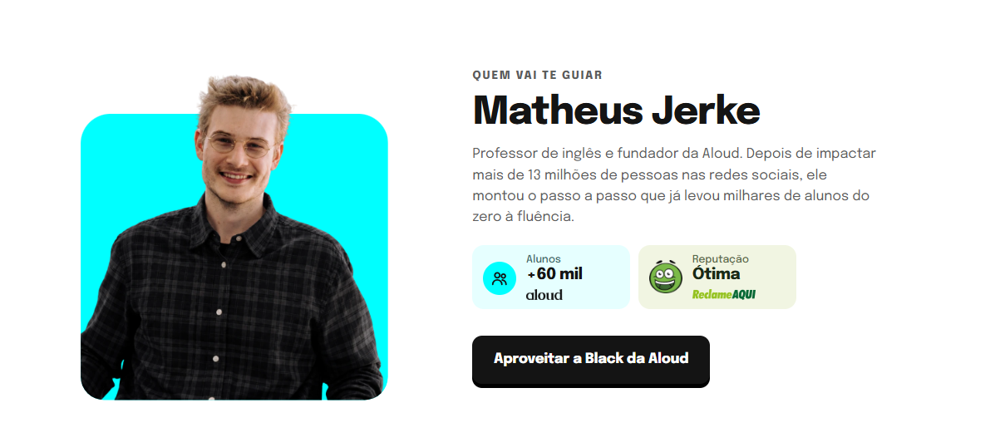 QUEM VAI TE GUIAR
Matheus Jerke
Professor de inglês e fundador da Aloud. Depois de impactar
mais de 13 milhões de pessoas nas redes sociais, ele
montou o passo a passo que já levou milhares de alunos do
zero à fluência.
Alunos
+60 mil
aloud
Reputação
Ótima
ReclameAQUI
Aproveitar a Black da Aloud